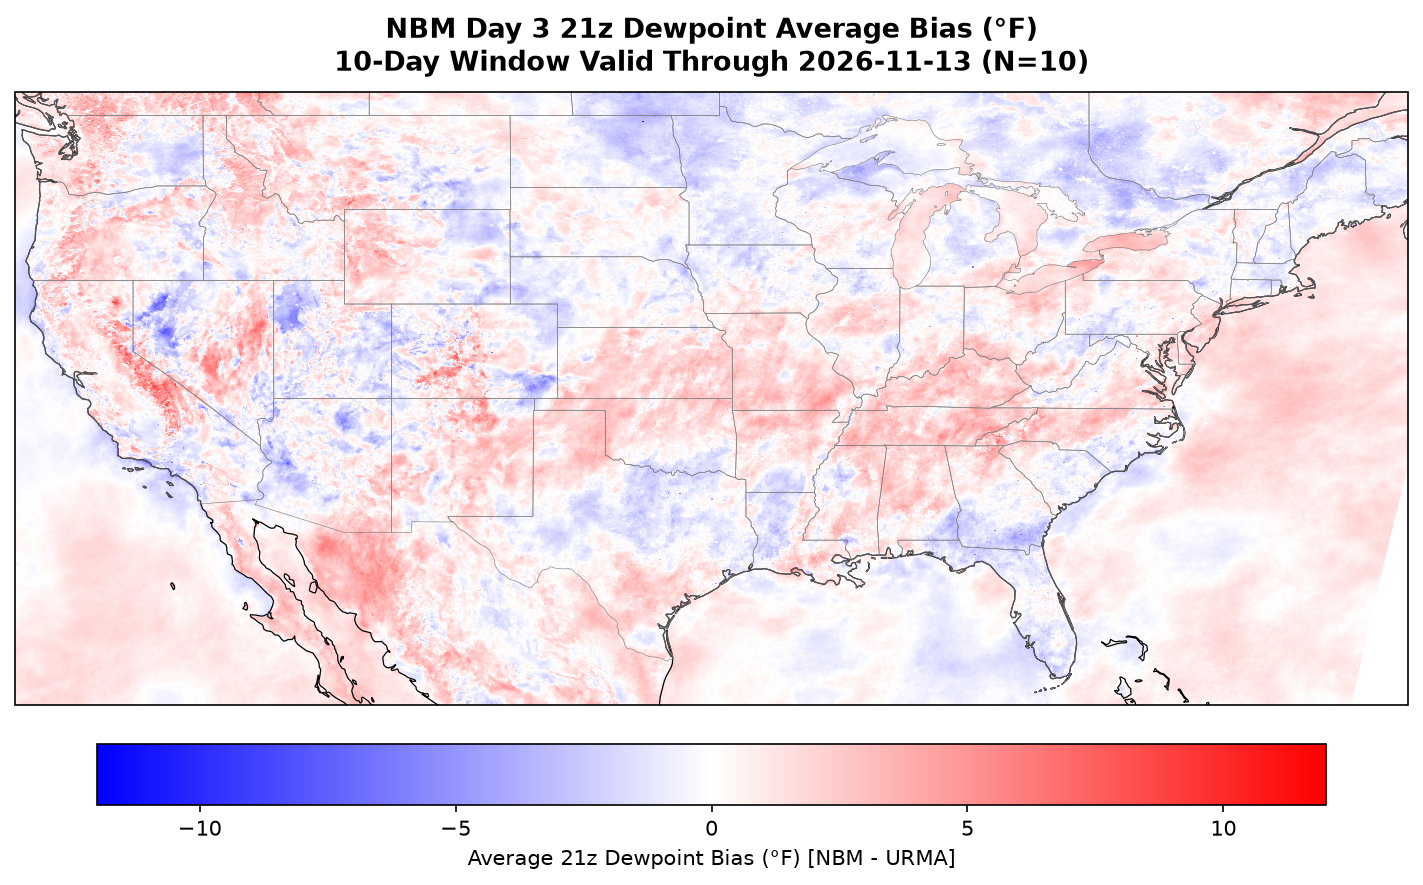 NBM Day 3 21z Dewpoint Average Bias (°F)
10-Day Window Valid Through 2026-11-13 (N=10)
−10 −5 0 5 10
Average 21z Dewpoint Bias (°F) [NBM - URMA]